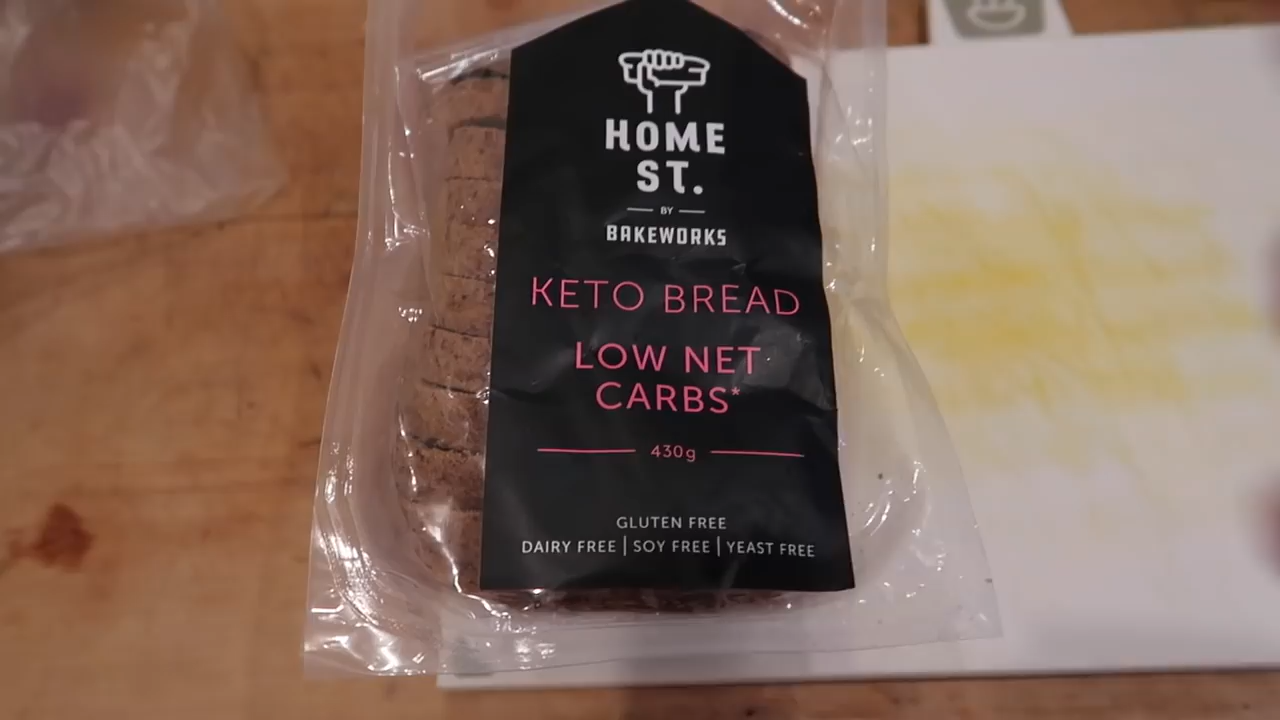 HOME
ST.
BY
BAKEWORKS
KETO BREAD
LOW NET
CARBS*
430g
GLUTEN FREE
DAIRY FREE | SOY FREE | YEAST FREE